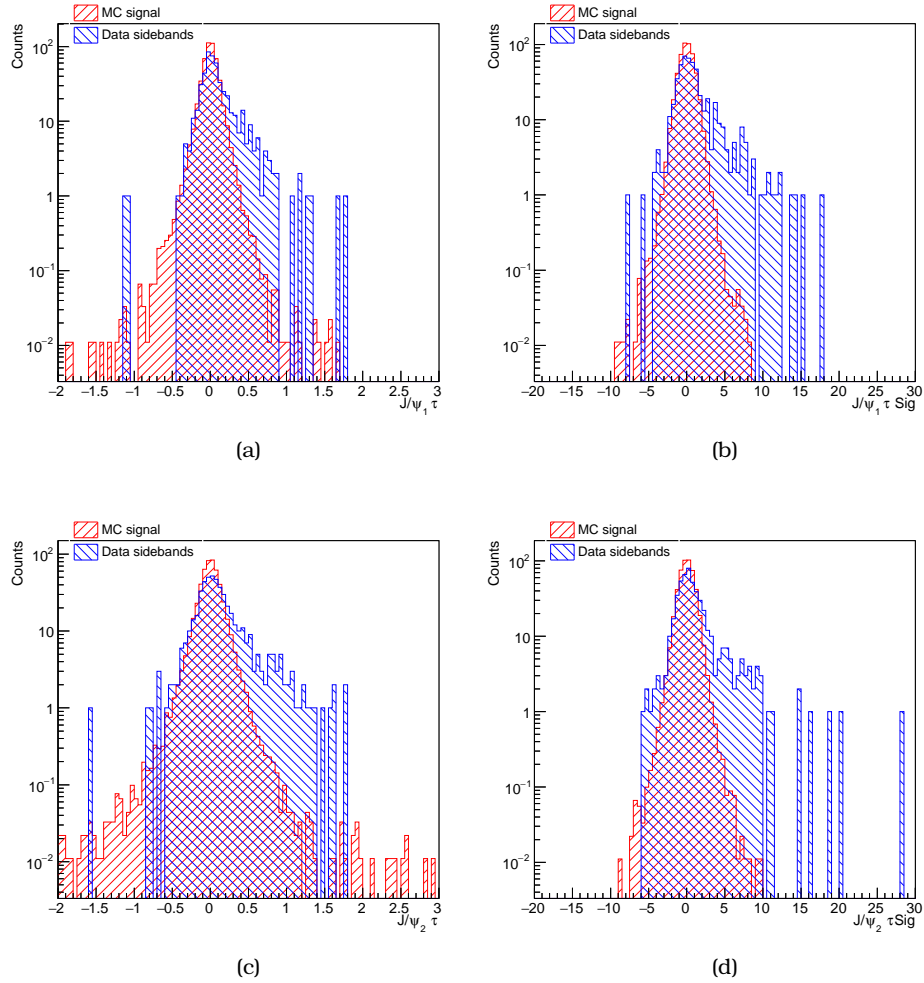 MC signal
Data sidebands
Counts
10²
10
1
10⁻¹
10⁻²
−2 −1.5 −1 −0.5 0 0.5 1 1.5 2 2.5 3
J/ψ₁ τ
(a)
MC signal
Data sidebands
Counts
10²
10
1
10⁻¹
10⁻²
−20 −15 −10 −5 0 5 10 15 20 25 30
J/ψ₁ τ Sig
(b)
MC signal
Data sidebands
Counts
10²
10
1
10⁻¹
10⁻²
−2 −1.5 −1 −0.5 0 0.5 1 1.5 2 2.5 3
J/ψ₂ τ
(c)
MC signal
Data sidebands
Counts
10²
10
1
10⁻¹
10⁻²
−20 −15 −10 −5 0 5 10 15 20 25 30
J/ψ₂ τSig
(d)